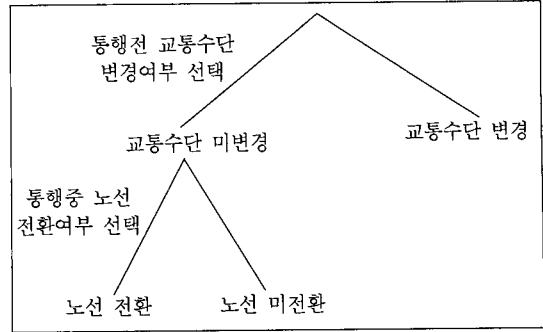 통행전 교통수단
변경여부 선택
교통수단 미변경
교통수단 변경
통행중 노선
전환여부 선택
노선 전환
노선 미전환